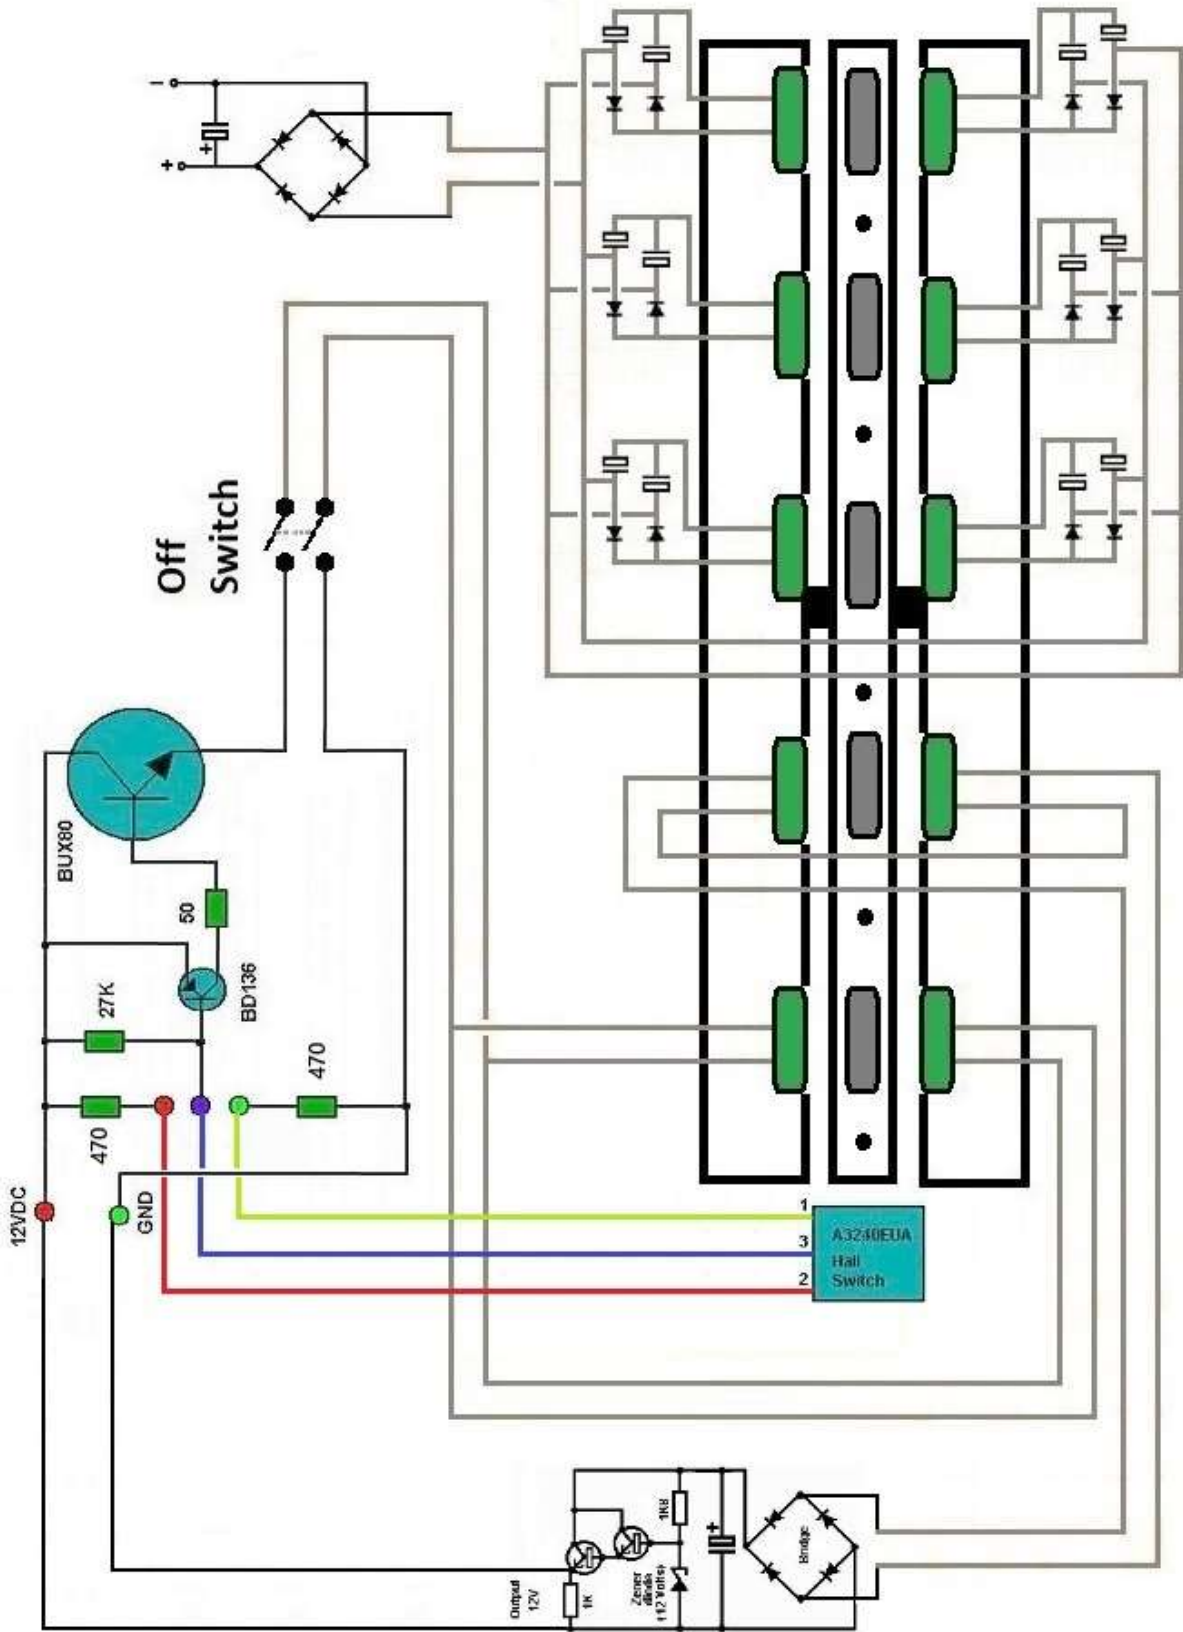 -
+
+
Off
Switch
BUX80
50
BD136
27K
470
470
12VDC
GND
1
3
2
A3240EUA
Hall
Switch
Output
12V
1K
Zener
1K8
+
Bridge